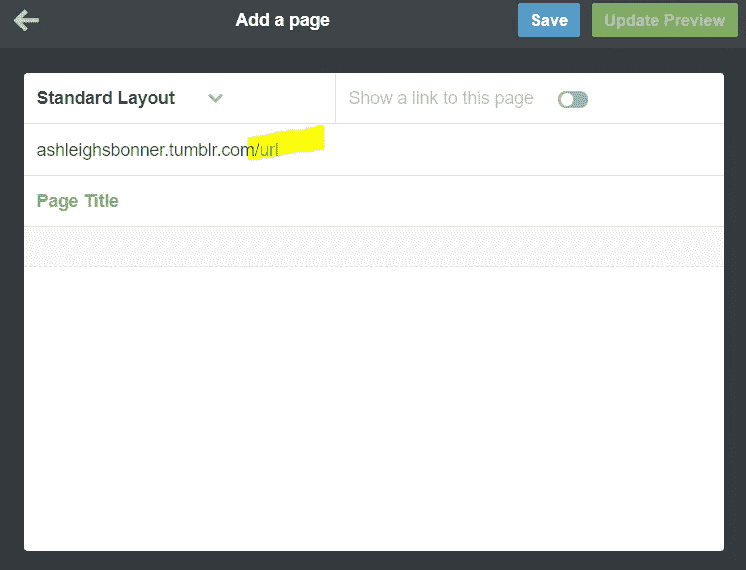 Add a page
Save
Update Preview
Standard Layout
Show a link to this page
ashleighsbonner.tumblr.com/url
Page Title